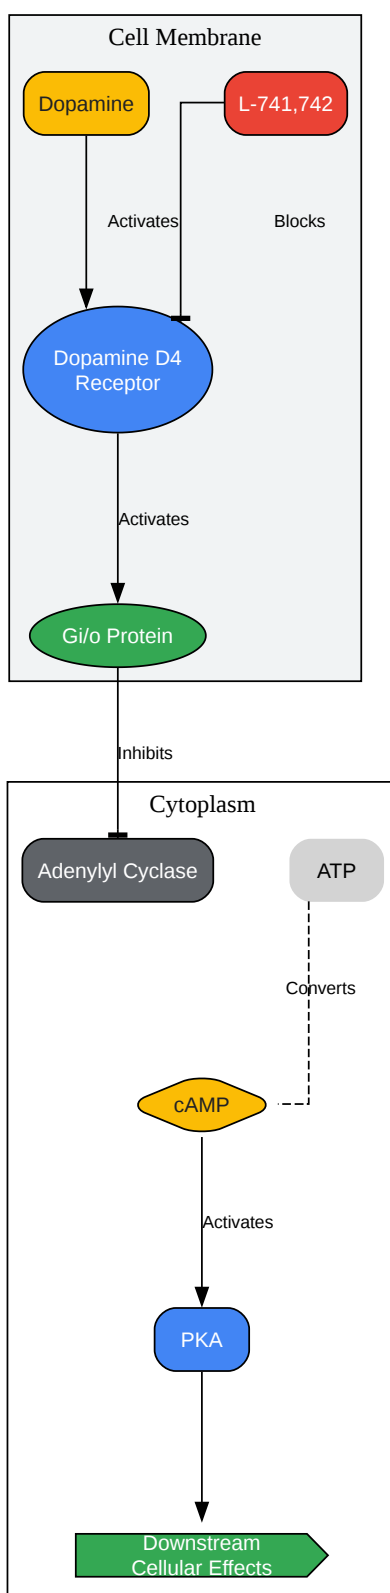 Cell Membrane
Dopamine
L-741,742
Activates
Blocks
Dopamine D4
Receptor
Activates
Gi/o Protein
Inhibits
Cytoplasm
Adenylyl Cyclase
ATP
Converts
cAMP
Activates
PKA
Downstream
Cellular Effects